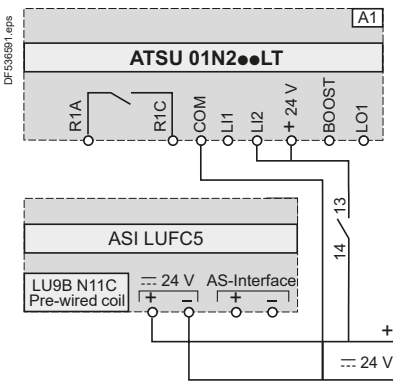 DF536591.eps
A1
ATSU 01N2●●LT
R1A
R1C
COM
LI1
LI2
+ 24 V
BOOST
LO1
13
14
ASI LUFC5
LU9B N11C
Pre-wired coil
⎓ 24 V
AS-Interface
+
–
+
–
+
⎓ 24 V